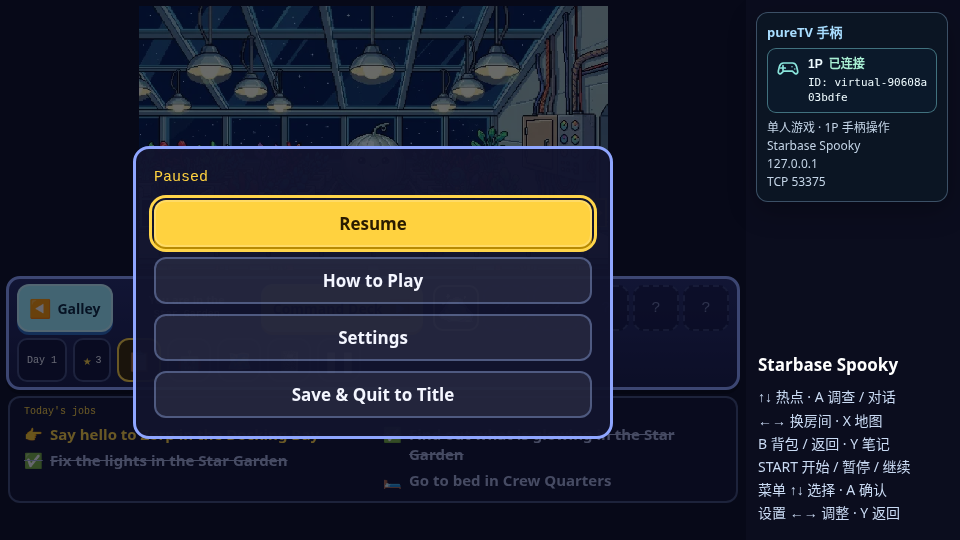 Paused
Resume
How to Play
Settings
Save & Quit to Title
Galley
? ?
Day 1
★ 3
Today's jobs
Say hello to
Fix the lights in the Star Garden
the Star
Garden
Go to bed in Crew Quarters
pureTV 手柄
1P 已连接
ID: virtual-90608a
03bdfe
单人游戏 · 1P 手柄操作
Starbase Spooky
127.0.0.1
TCP 53375
Starbase Spooky
↑↓ 热点 · A 调查 / 对话
←→ 换房间 · X 地图
B 背包 / 返回 · Y 笔记
START 开始 / 暂停 / 继续
菜单 ↑↓ 选择 · A 确认
设置 ←→ 调整 · Y 返回